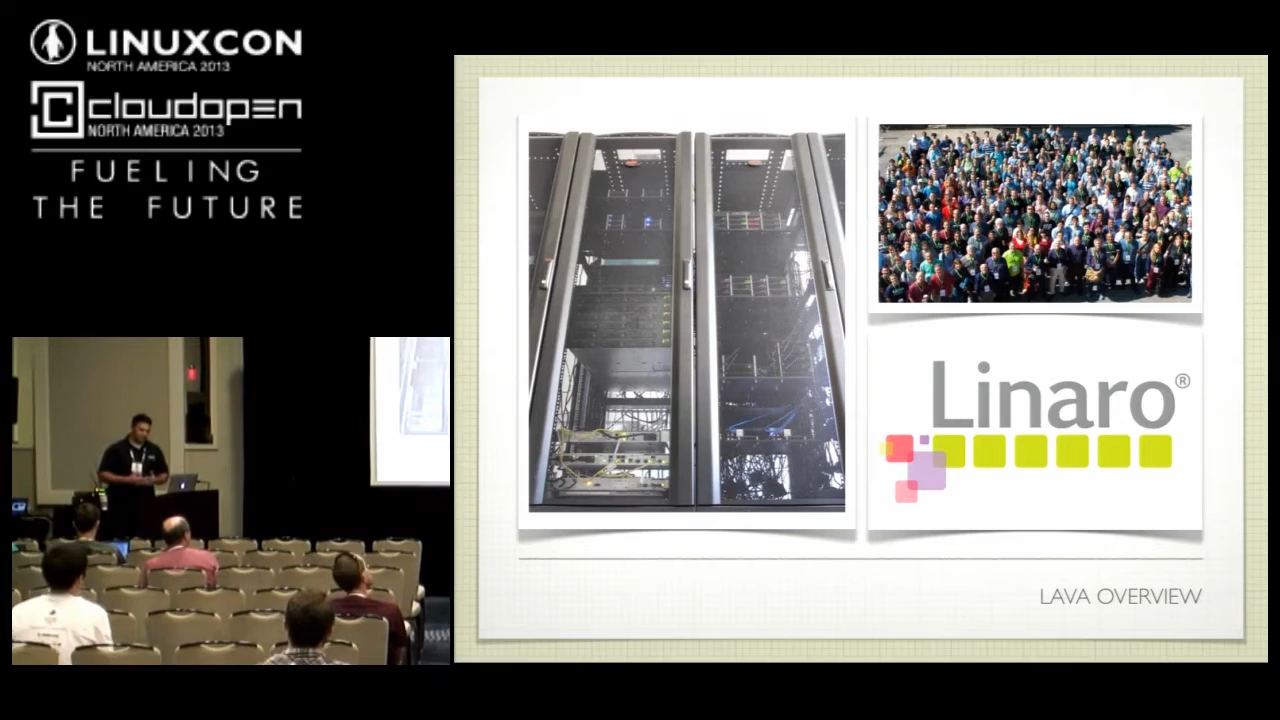 LINUXCON
NORTH AMERICA 2013
cloudopen
NORTH AMERICA 2013
FUELING
THE FUTURE
Linaro®
LAVA OVERVIEW